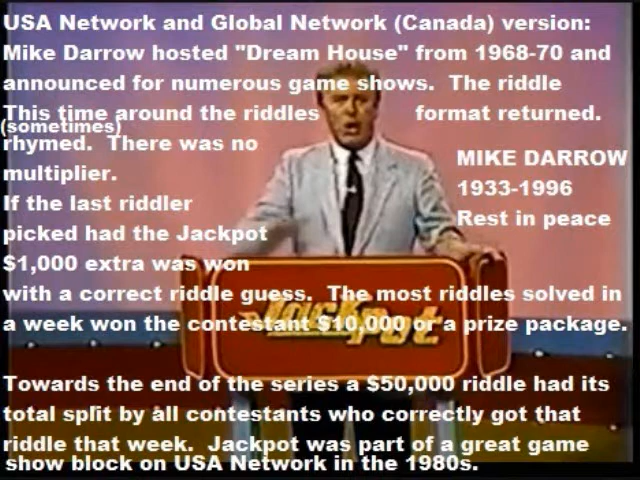 USA Network and Global Network (Canada) version:
Mike Darrow hosted "Dream House" from 1968-70 and
announced for numerous game shows.  The riddle
This time around the riddles format returned.
(sometimes)
rhymed.  There was no
multiplier.
If the last riddler
picked had the Jackpot
$1,000 extra was won
with a correct riddle guess.  The most riddles solved in
a week won the contestant $10,000 or a prize package.
MIKE DARROW
1933-1996
Rest in peace
Jackpot
Towards the end of the series a $50,000 riddle had its
total split by all contestants who correctly got that
riddle that week.  Jackpot was part of a great game
show block on USA Network in the 1980s.